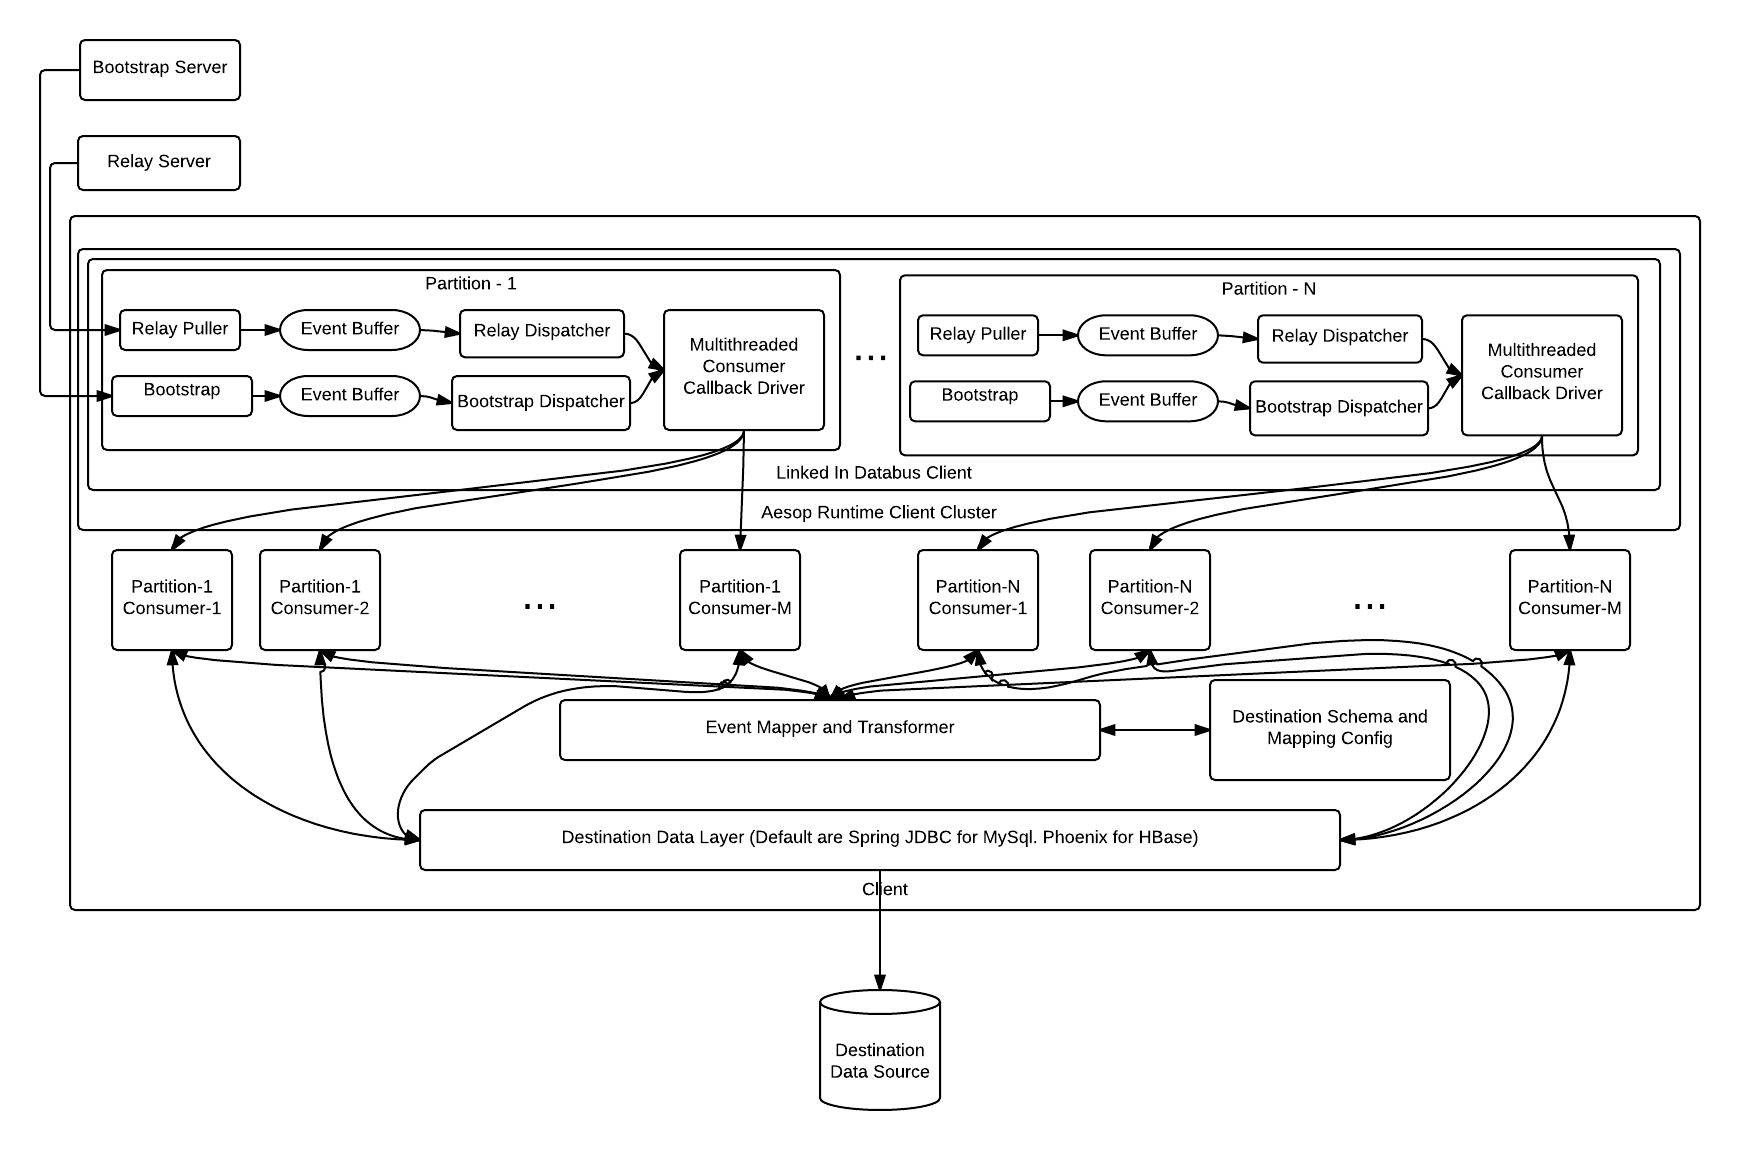 Bootstrap Server
Relay Server
Partition - 1
Relay Puller
Event Buffer
Relay Dispatcher
Bootstrap
Event Buffer
Bootstrap Dispatcher
Multithreaded
Consumer
Callback Driver
...
Partition - N
Relay Puller
Event Buffer
Relay Dispatcher
Bootstrap
Event Buffer
Bootstrap Dispatcher
Multithreaded
Consumer
Callback Driver
Linked In Databus Client
Aesop Runtime Client Cluster
Partition-1
Consumer-1
Partition-1
Consumer-2
...
Partition-1
Consumer-M
Partition-N
Consumer-1
Partition-N
Consumer-2
...
Partition-N
Consumer-M
Event Mapper and Transformer
Destination Schema and
Mapping Config
Destination Data Layer (Default are Spring JDBC for MySql. Phoenix for HBase)
Client
Destination
Data Source